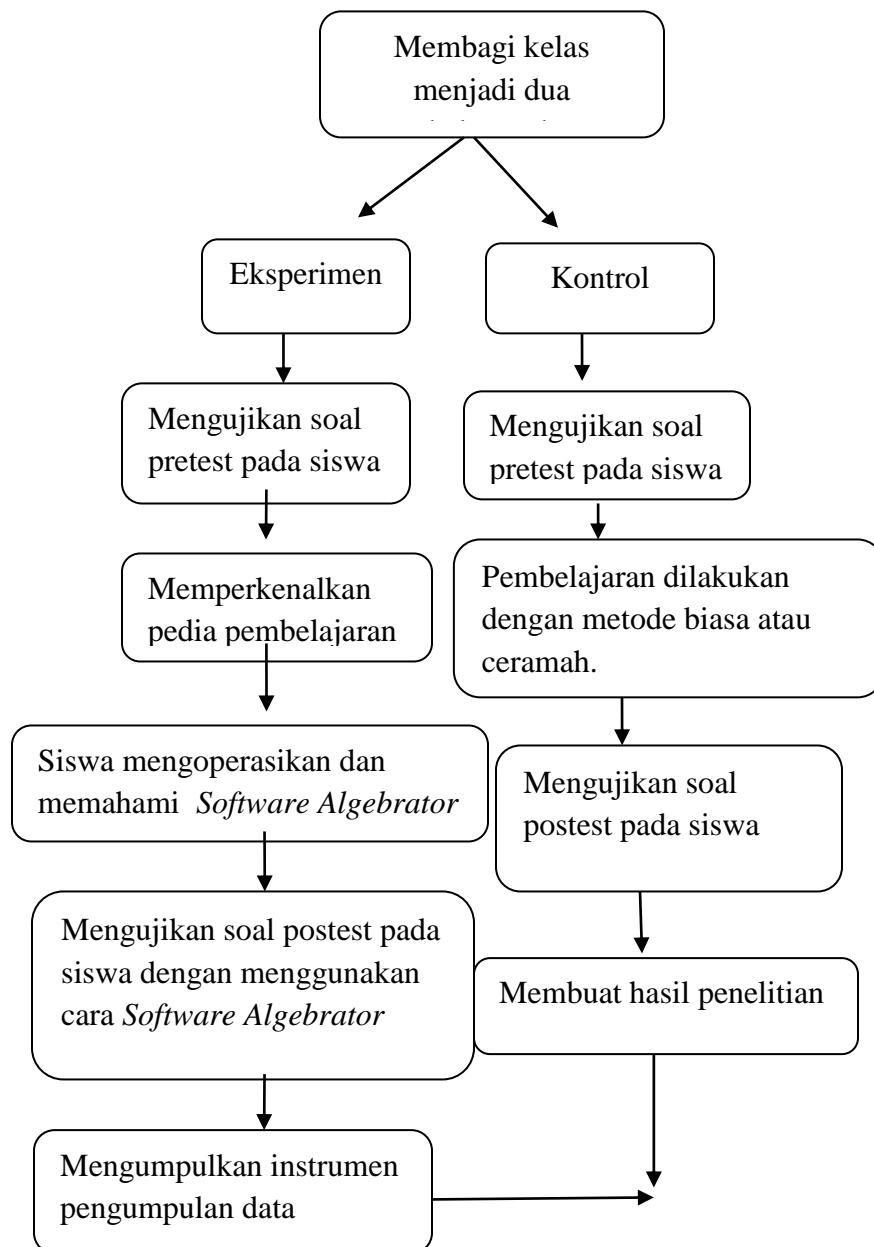 Membagi kelas
menjadi dua
Eksperimen
Kontrol
Mengujikan soal
pretest pada siswa
Mengujikan soal
pretest pada siswa
Memperkenalkan
pedia pembelajaran
Pembelajaran dilakukan
dengan metode biasa atau
ceramah.
Siswa mengoperasikan dan
memahami Software Algebrator
Mengujikan soal
postest pada siswa
Mengujikan soal postest pada
siswa dengan menggunakan
cara Software Algebrator
Membuat hasil penelitian
Mengumpulkan instrumen
pengumpulan data